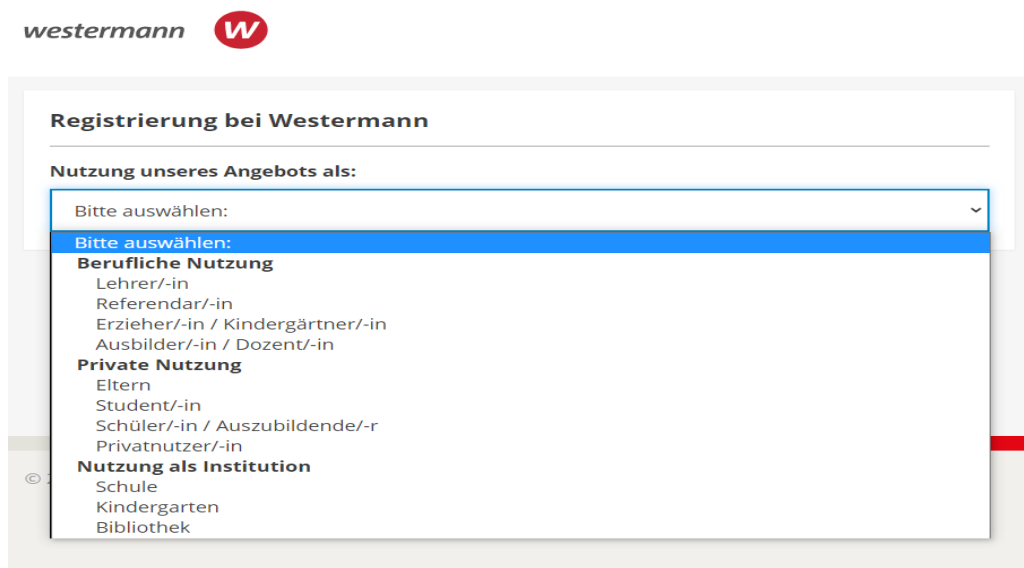 westermann W
Registrierung bei Westermann
Nutzung unseres Angebots als:
Bitte auswählen:
Bitte auswählen:
Berufliche Nutzung
Lehrer/-in
Referendar/-in
Erzieher/-in / Kindergärtner/-in
Ausbilder/-in / Dozent/-in
Private Nutzung
Eltern
Student/-in
Schüler/-in / Auszubildende/-r
Privatnutzer/-in
Nutzung als Institution
Schule
©
Kindergarten
Bibliothek